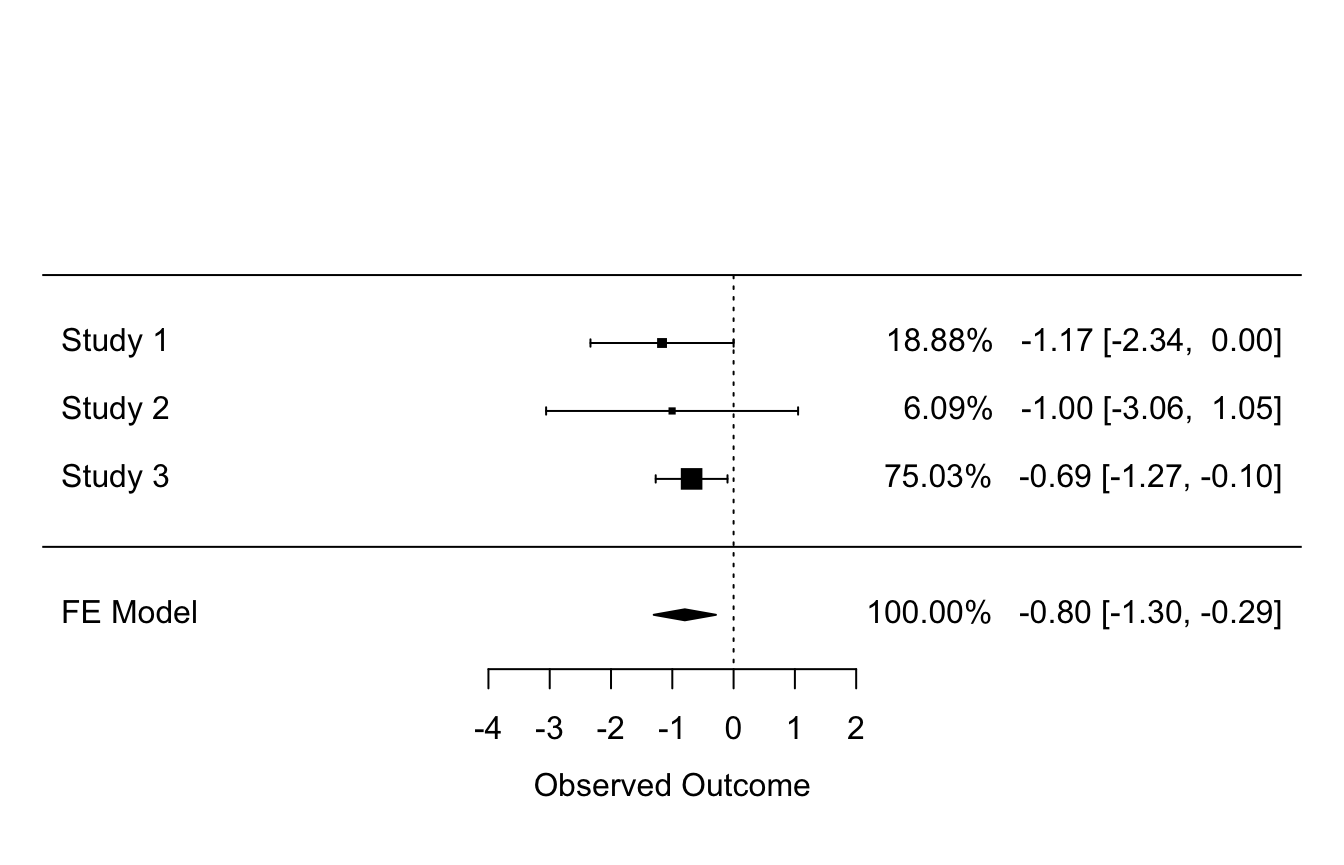 Study 1 18.88% -1.17 [-2.34, 0.00]
Study 2 6.09% -1.00 [-3.06, 1.05]
Study 3 75.03% -0.69 [-1.27, -0.10]
FE Model 100.00% -0.80 [-1.30, -0.29]
-4 -3 -2 -1 0 1 2
Observed Outcome